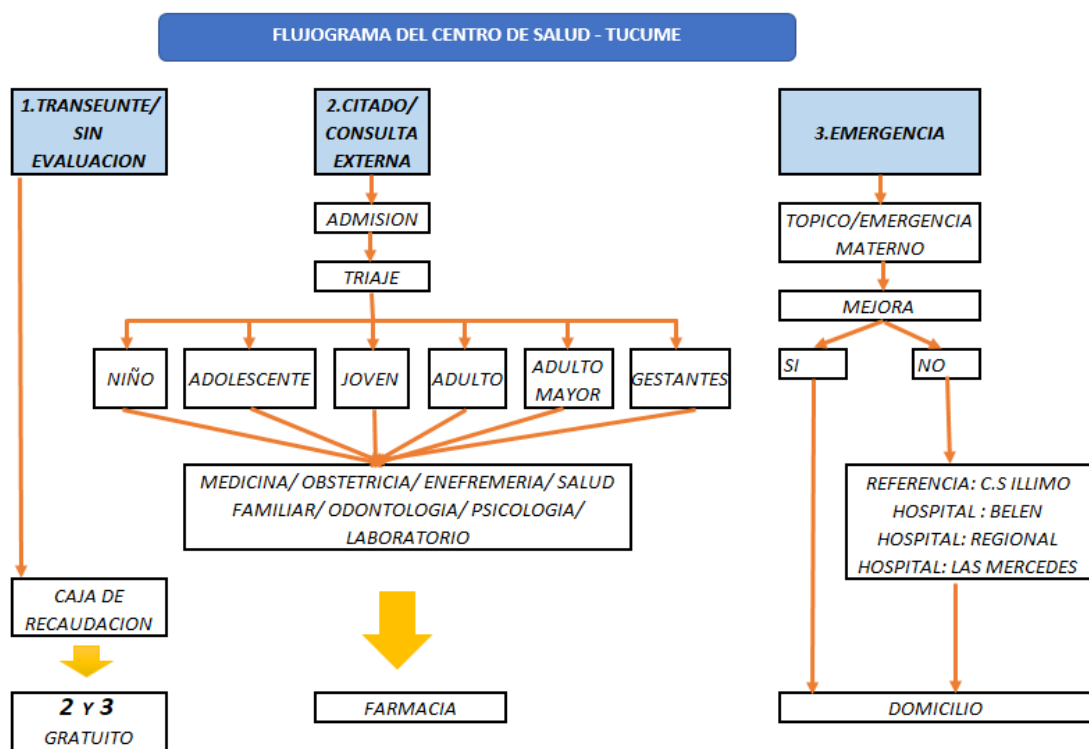 FLUJOGRAMA DEL CENTRO DE SALUD - TUCUME
1.TRANSEUNTE/
SIN
EVALUACION
2.CITADO/
CONSULTA
EXTERNA
3.EMERGENCIA
ADMISION
TRIAJE
TOPICO/EMERGENCIA
MATERNO
MEJORA
SI
NO
NIÑO
ADOLESCENTE
JOVEN
ADULTO
ADULTO
MAYOR
GESTANTES
MEDICINA/ OBSTETRICIA/ ENEFREMERIA/ SALUD
FAMILIAR/ ODONTOLOGIA/ PSICOLOGIA/
LABORATORIO
REFERENCIA: C.S ILLIMO
HOSPITAL : BELEN
HOSPITAL: REGIONAL
HOSPITAL: LAS MERCEDES
CAJA DE
RECAUDACION
2 Y 3
GRATUITO
FARMACIA
DOMICILIO